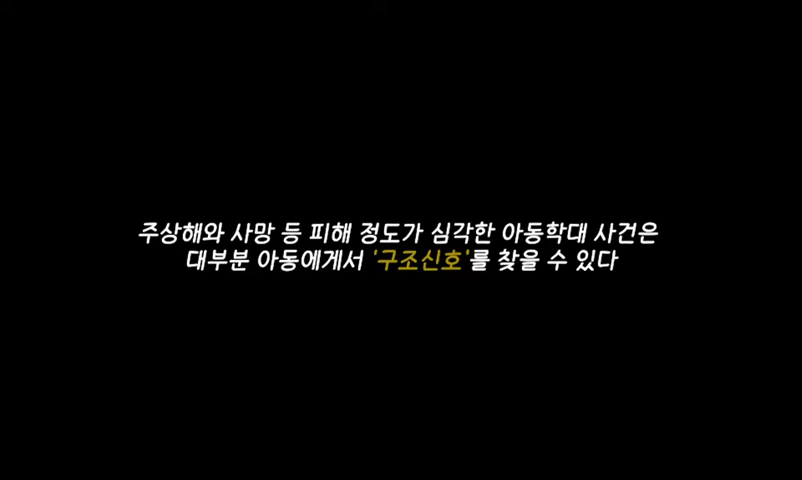 주상해와 사망 등 피해 정도가 심각한 아동학대 사건은
대부분 아동에게서 '구조신호'를 찾을 수 있다